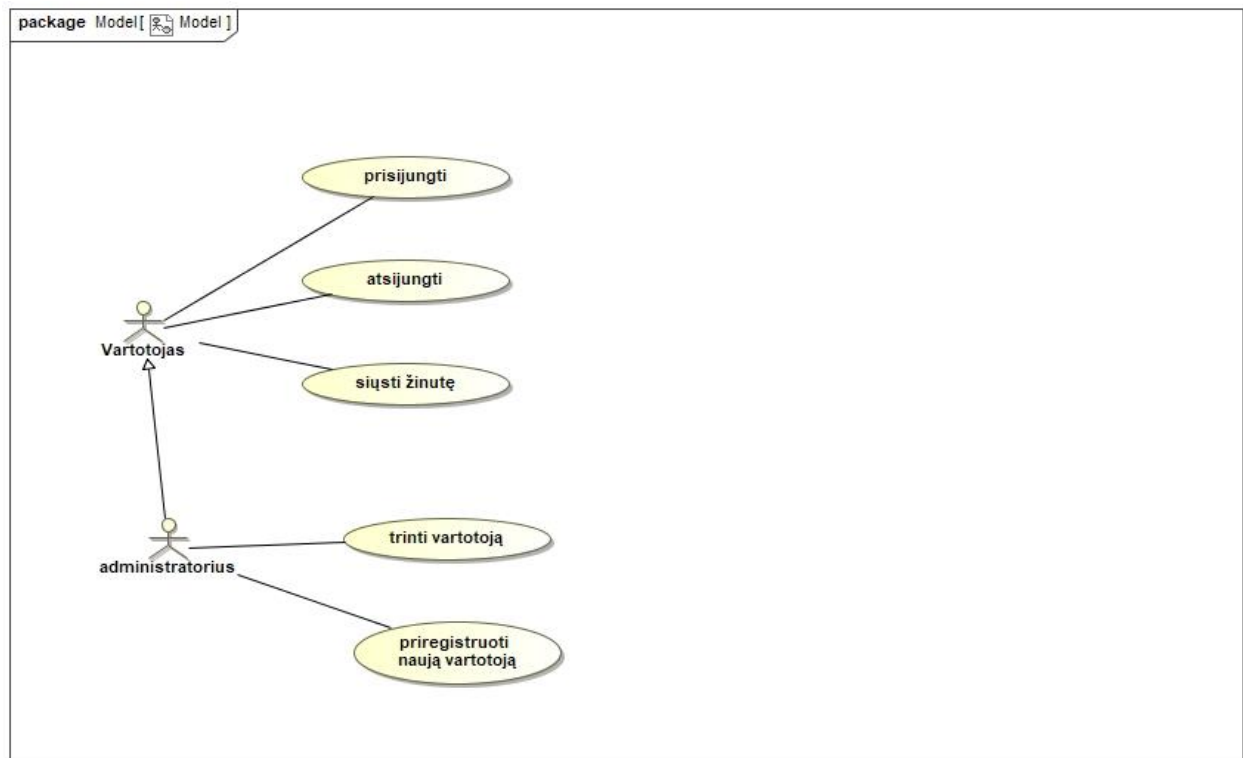 package Model[ Model ]
prisijungti
atsijungti
Vartotojas
siųsti žinutę
trinti vartotoją
administratorius
priregistruoti
naują vartotoją